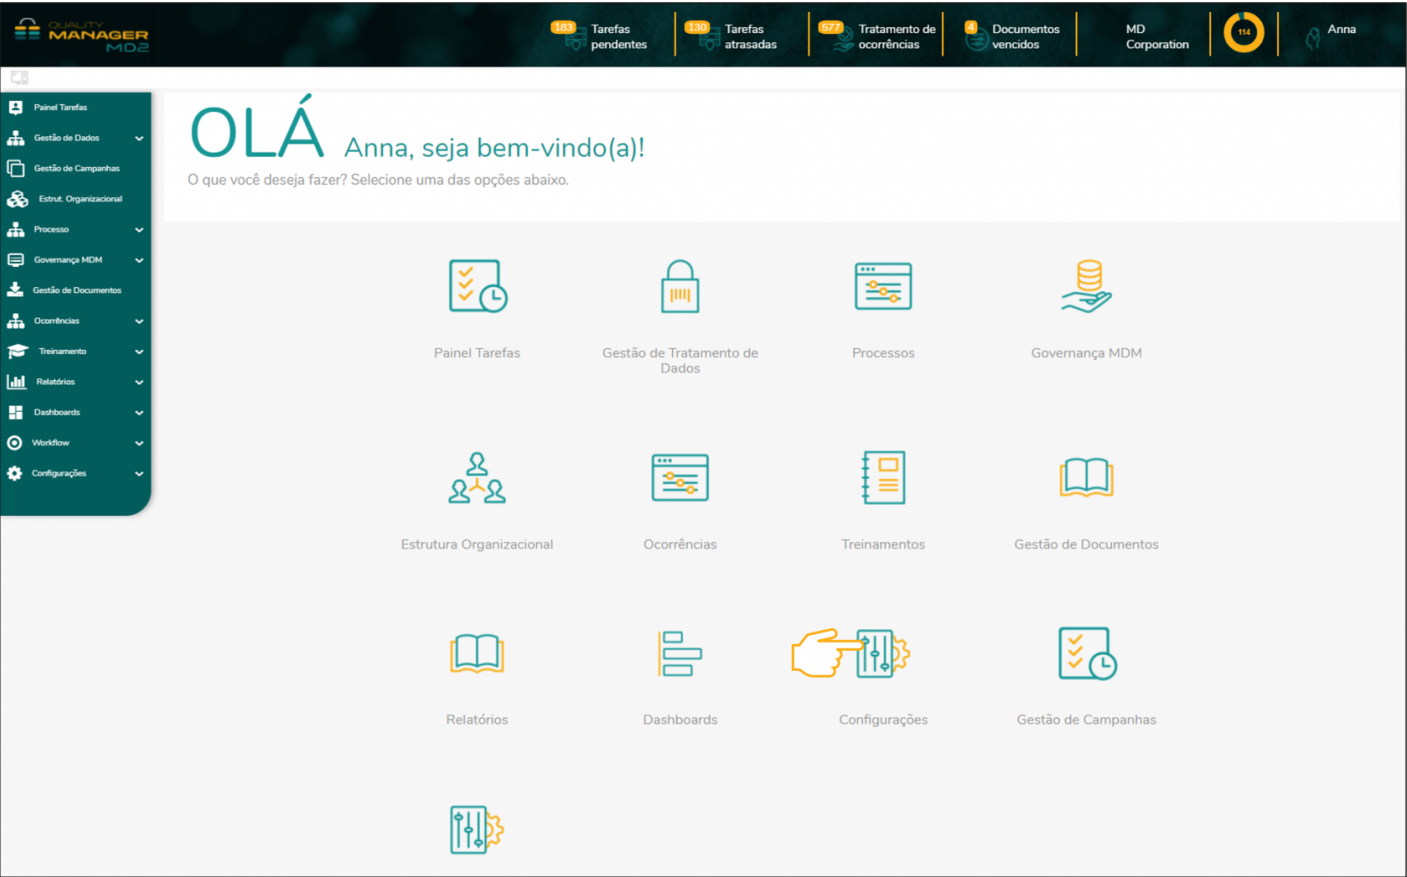 QUALITY
MANAGER
MD2
183
Tarefas
pendentes
130
Tarefas
atrasadas
577
Tratamento de
ocorrências
4
Documentos
vencidos
MD
Corporation
114
Anna
Painel Tarefas
Gestão de Dados
Gestão de Campanhas
Estrut. Organizacional
Processo
Governança MDM
Gestão de Documentos
Ocorrências
Treinamento
Relatórios
Dashboards
Workflow
Configurações
OLÁ Anna, seja bem-vindo(a)!
O que você deseja fazer? Selecione uma das opções abaixo.
Painel Tarefas
Gestão de Tratamento de
Dados
Processos
Governança MDM
Estrutura Organizacional
Ocorrências
Treinamentos
Gestão de Documentos
Relatórios
Dashboards
Configurações
Gestão de Campanhas